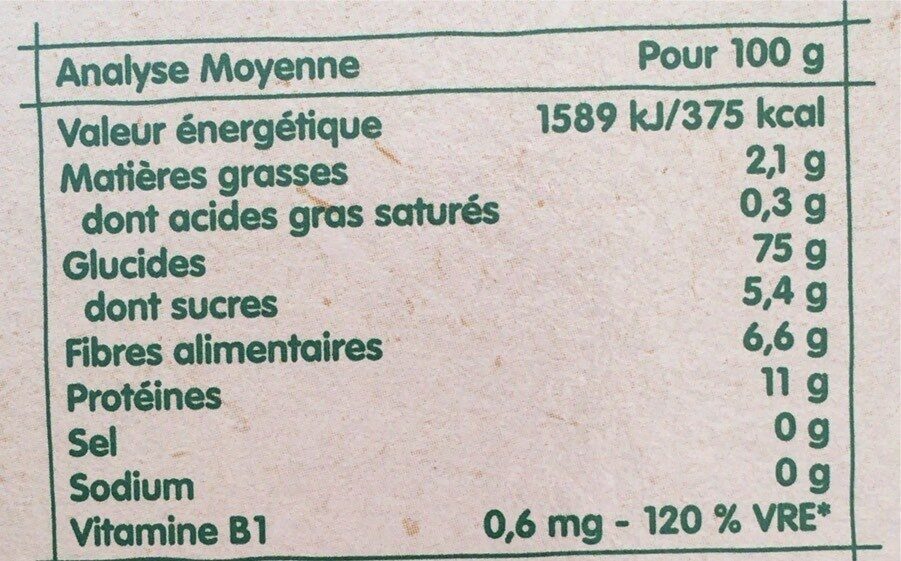 Analyse Moyenne Pour 100 g
Valeur énergétique 1589 kJ/375 kcal
Matières grasses 2,1 g
dont acides gras saturés 0,3 g
Glucides 75 g
dont sucres 5,4 g
Fibres alimentaires 6,6 g
Protéines 11 g
Sel 0 g
Sodium 0 g
Vitamine B1 0,6 mg - 120 % VRE*